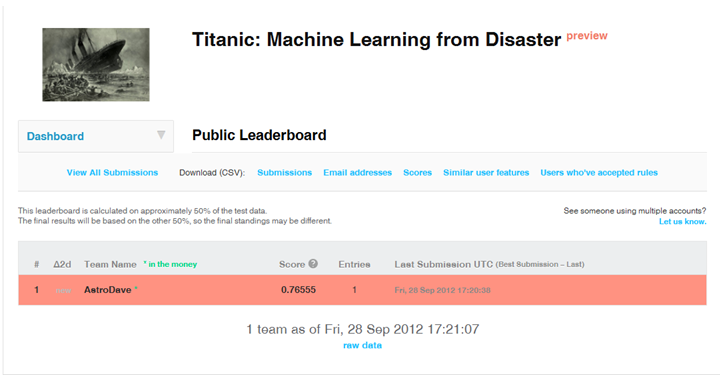 Titanic: Machine Learning from Disaster preview
Dashboard
Public Leaderboard
View All Submissions Download (CSV): Submissions Email addresses Scores Similar user features Users who've accepted rules
This leaderboard is calculated on approximately 50% of the test data. See someone using multiple accounts?
The final results will be based on the other 50%, so the final standings may be different. Let us know.
# Δ2d Team Name * in the money Score ? Entries Last Submission UTC (Best Submission – Last)
1 AstroDave * 0.76555 1 Fri, 28 Sep 2012 17:20:38
1 team as of Fri, 28 Sep 2012 17:21:07
raw data